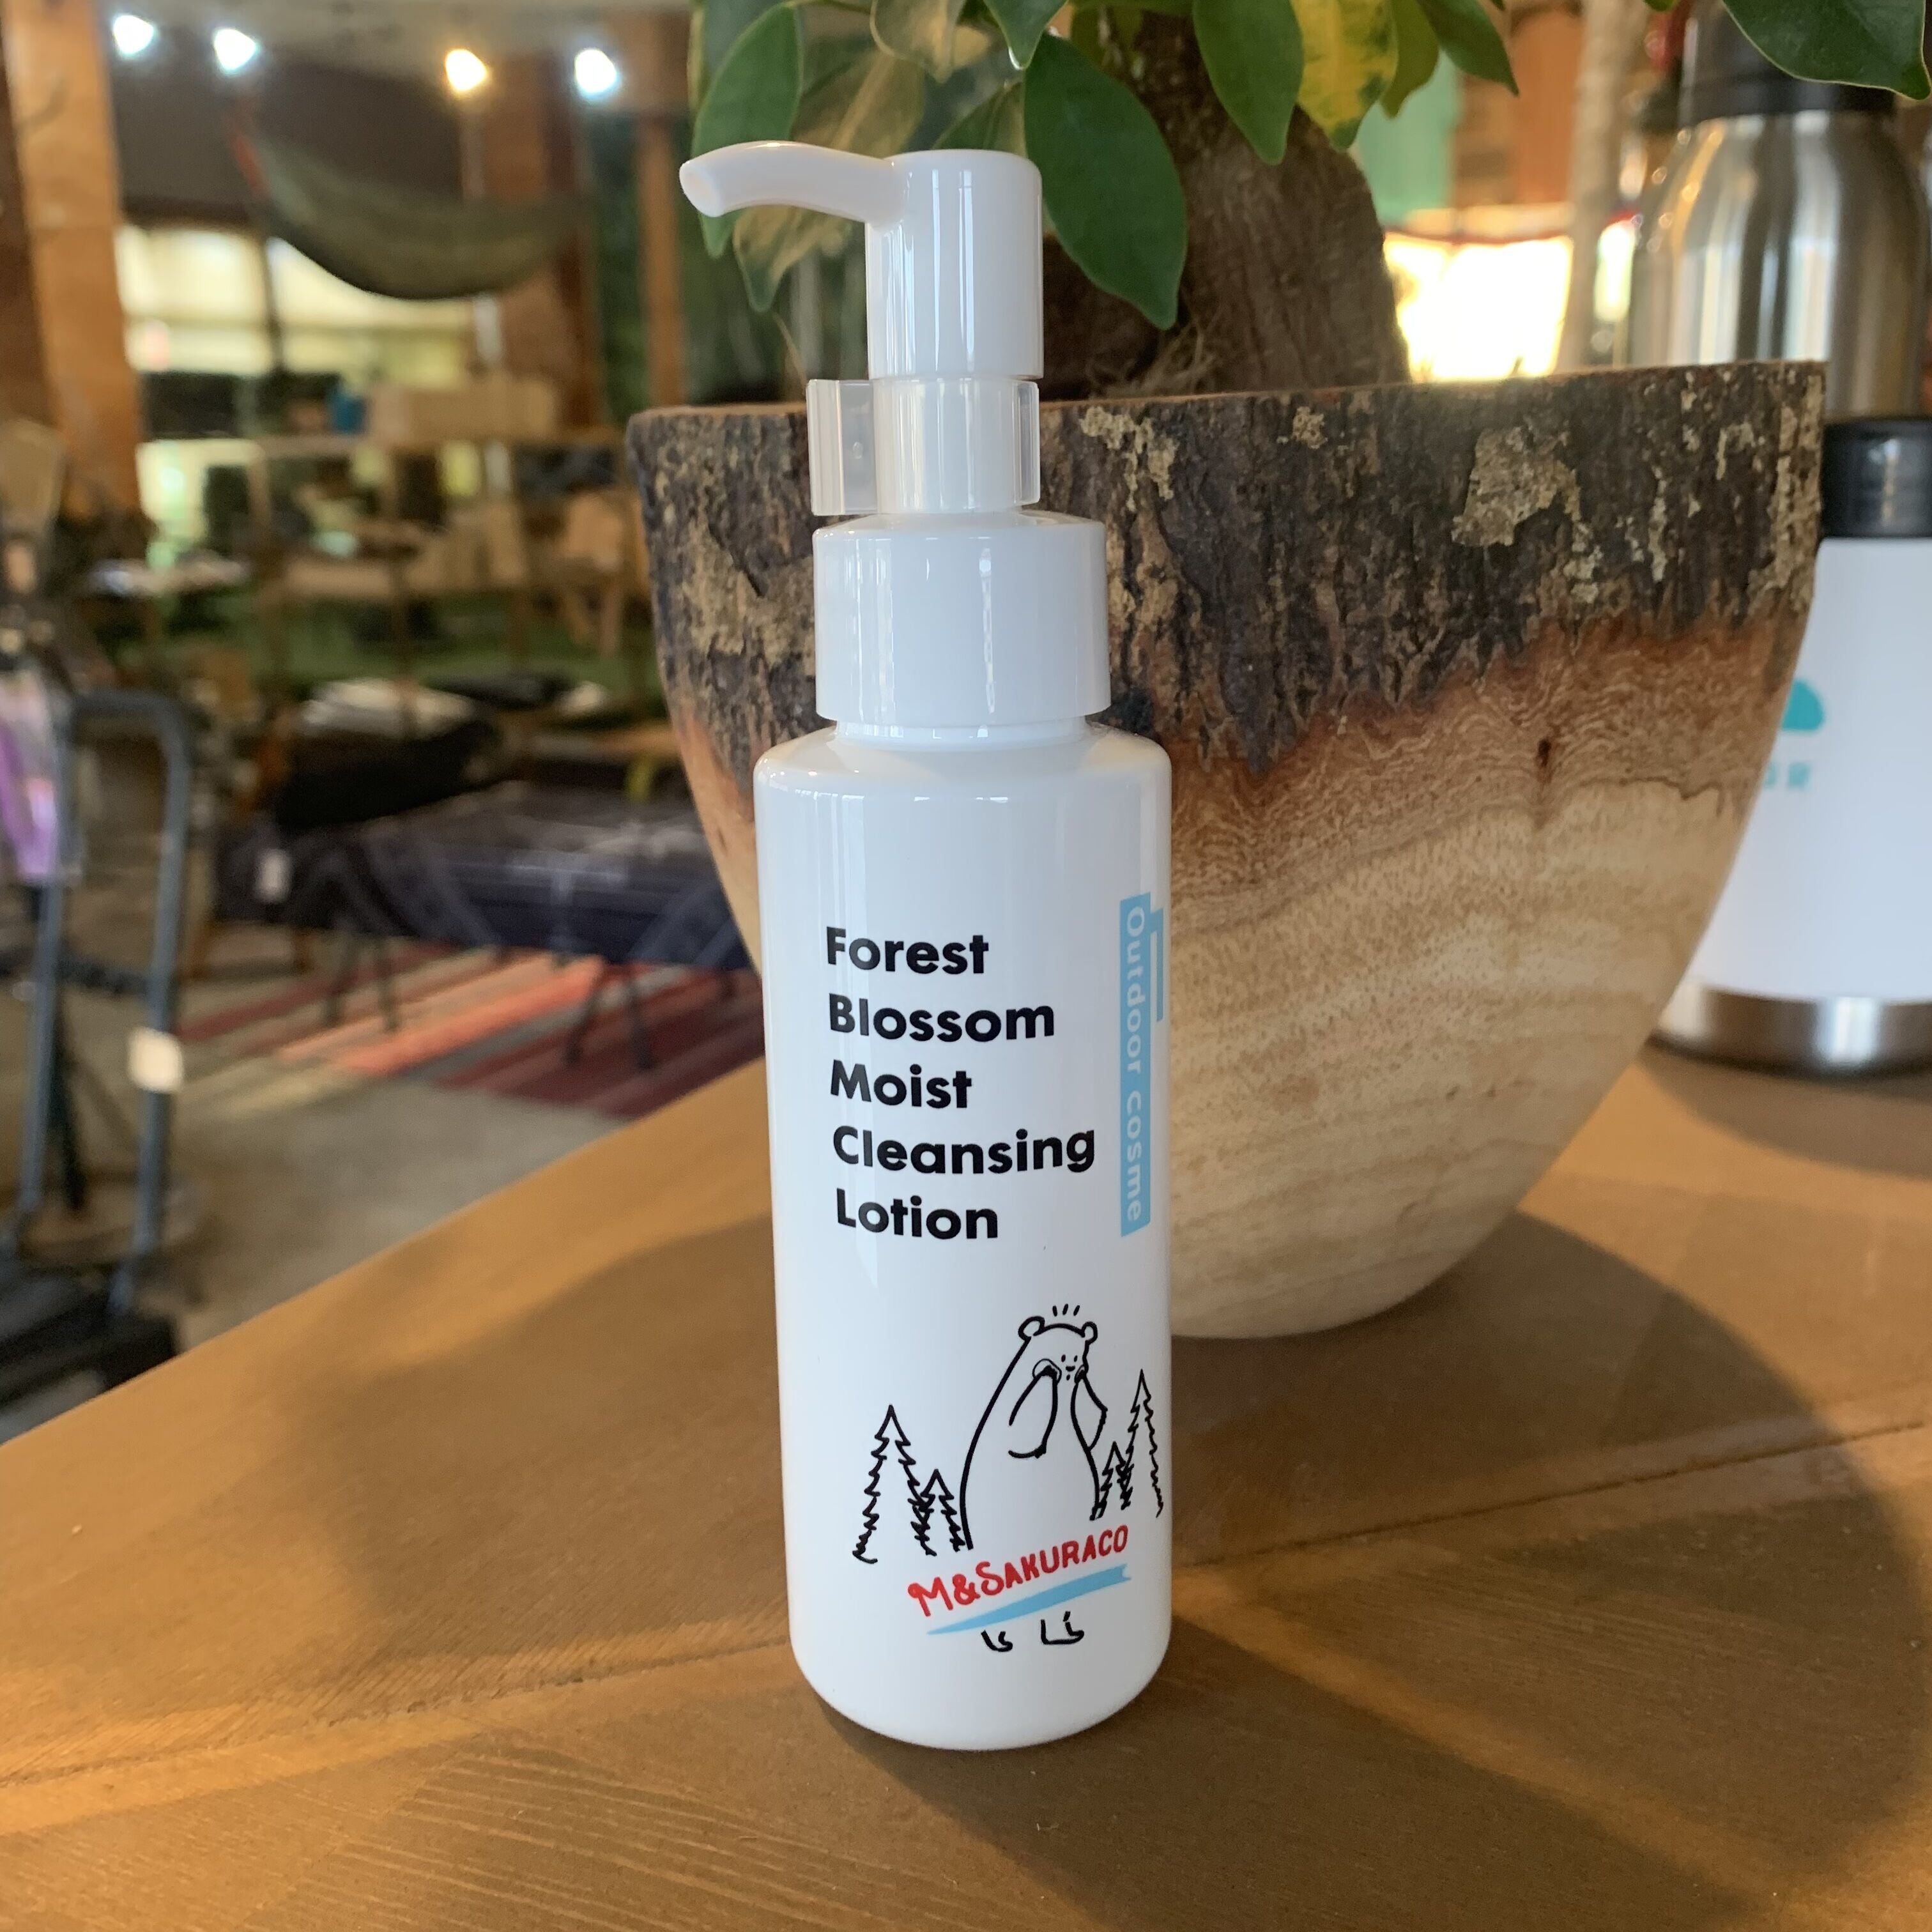 Forest
Blossom
Moist
Cleansing
Lotion
Outdoor cosme
M&SAKURACO